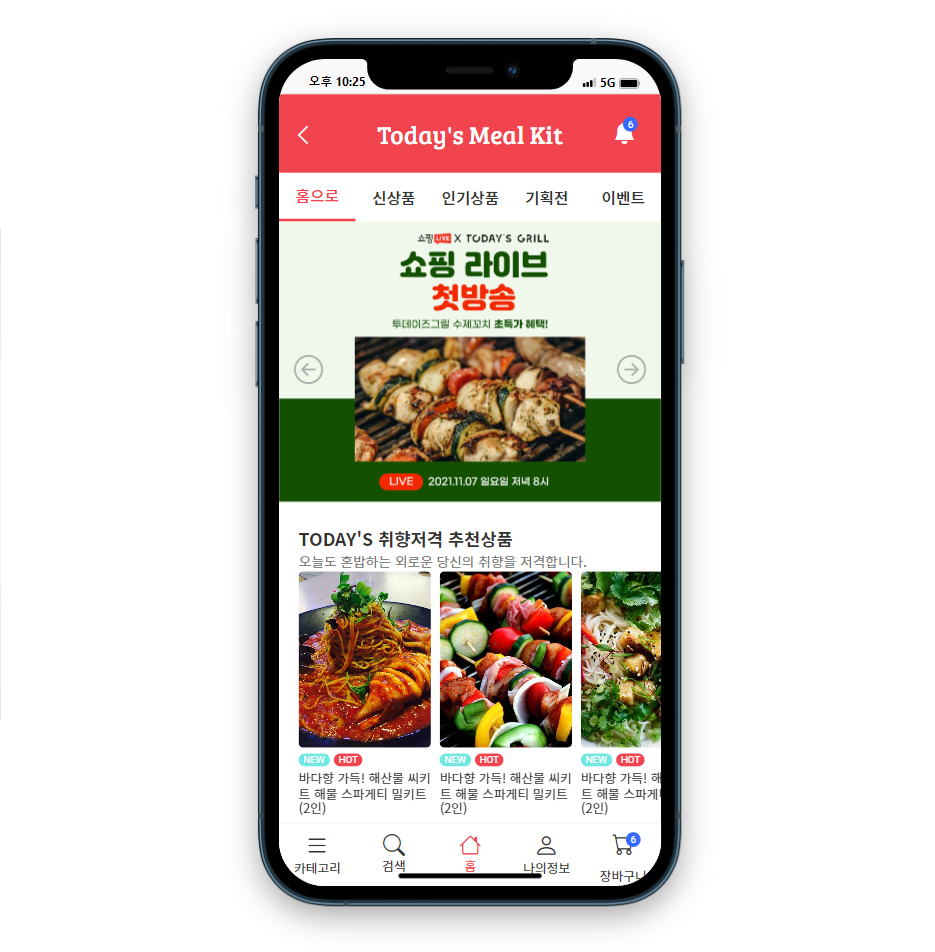 오후 10:25
5G
Today's Meal Kit
6
홈으로 신상품 인기상품 기획전 이벤트
쇼핑LIVE X TODAY'S GRILL
쇼핑 라이브
첫방송
투데이즈그릴 수제꼬치 초특가 혜택!
LIVE 2021.11.07 일요일 저녁 8시
TODAY'S 취향저격 추천상품
오늘도 혼밥하는 외로운 당신의 취향을 저격합니다.
NEW HOT
바다향 가득! 해산물 씨키
트 해물 스파게티 밀키트
(2인)
NEW HOT
바다향 가득! 해산물 씨키
트 해물 스파게티 밀키트
(2인)
NEW HOT
바다향 가득! 해
트 해물 스파게
(2인)
6
카테고리 검색 홈 나의정보 장바구니